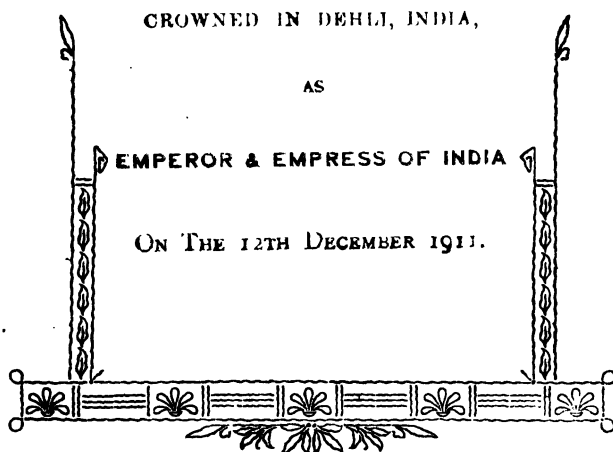 CROWNED IN DEHLI, INDIA,
AS
EMPEROR & EMPRESS OF INDIA
ON THE 12TH DECEMBER 1911.